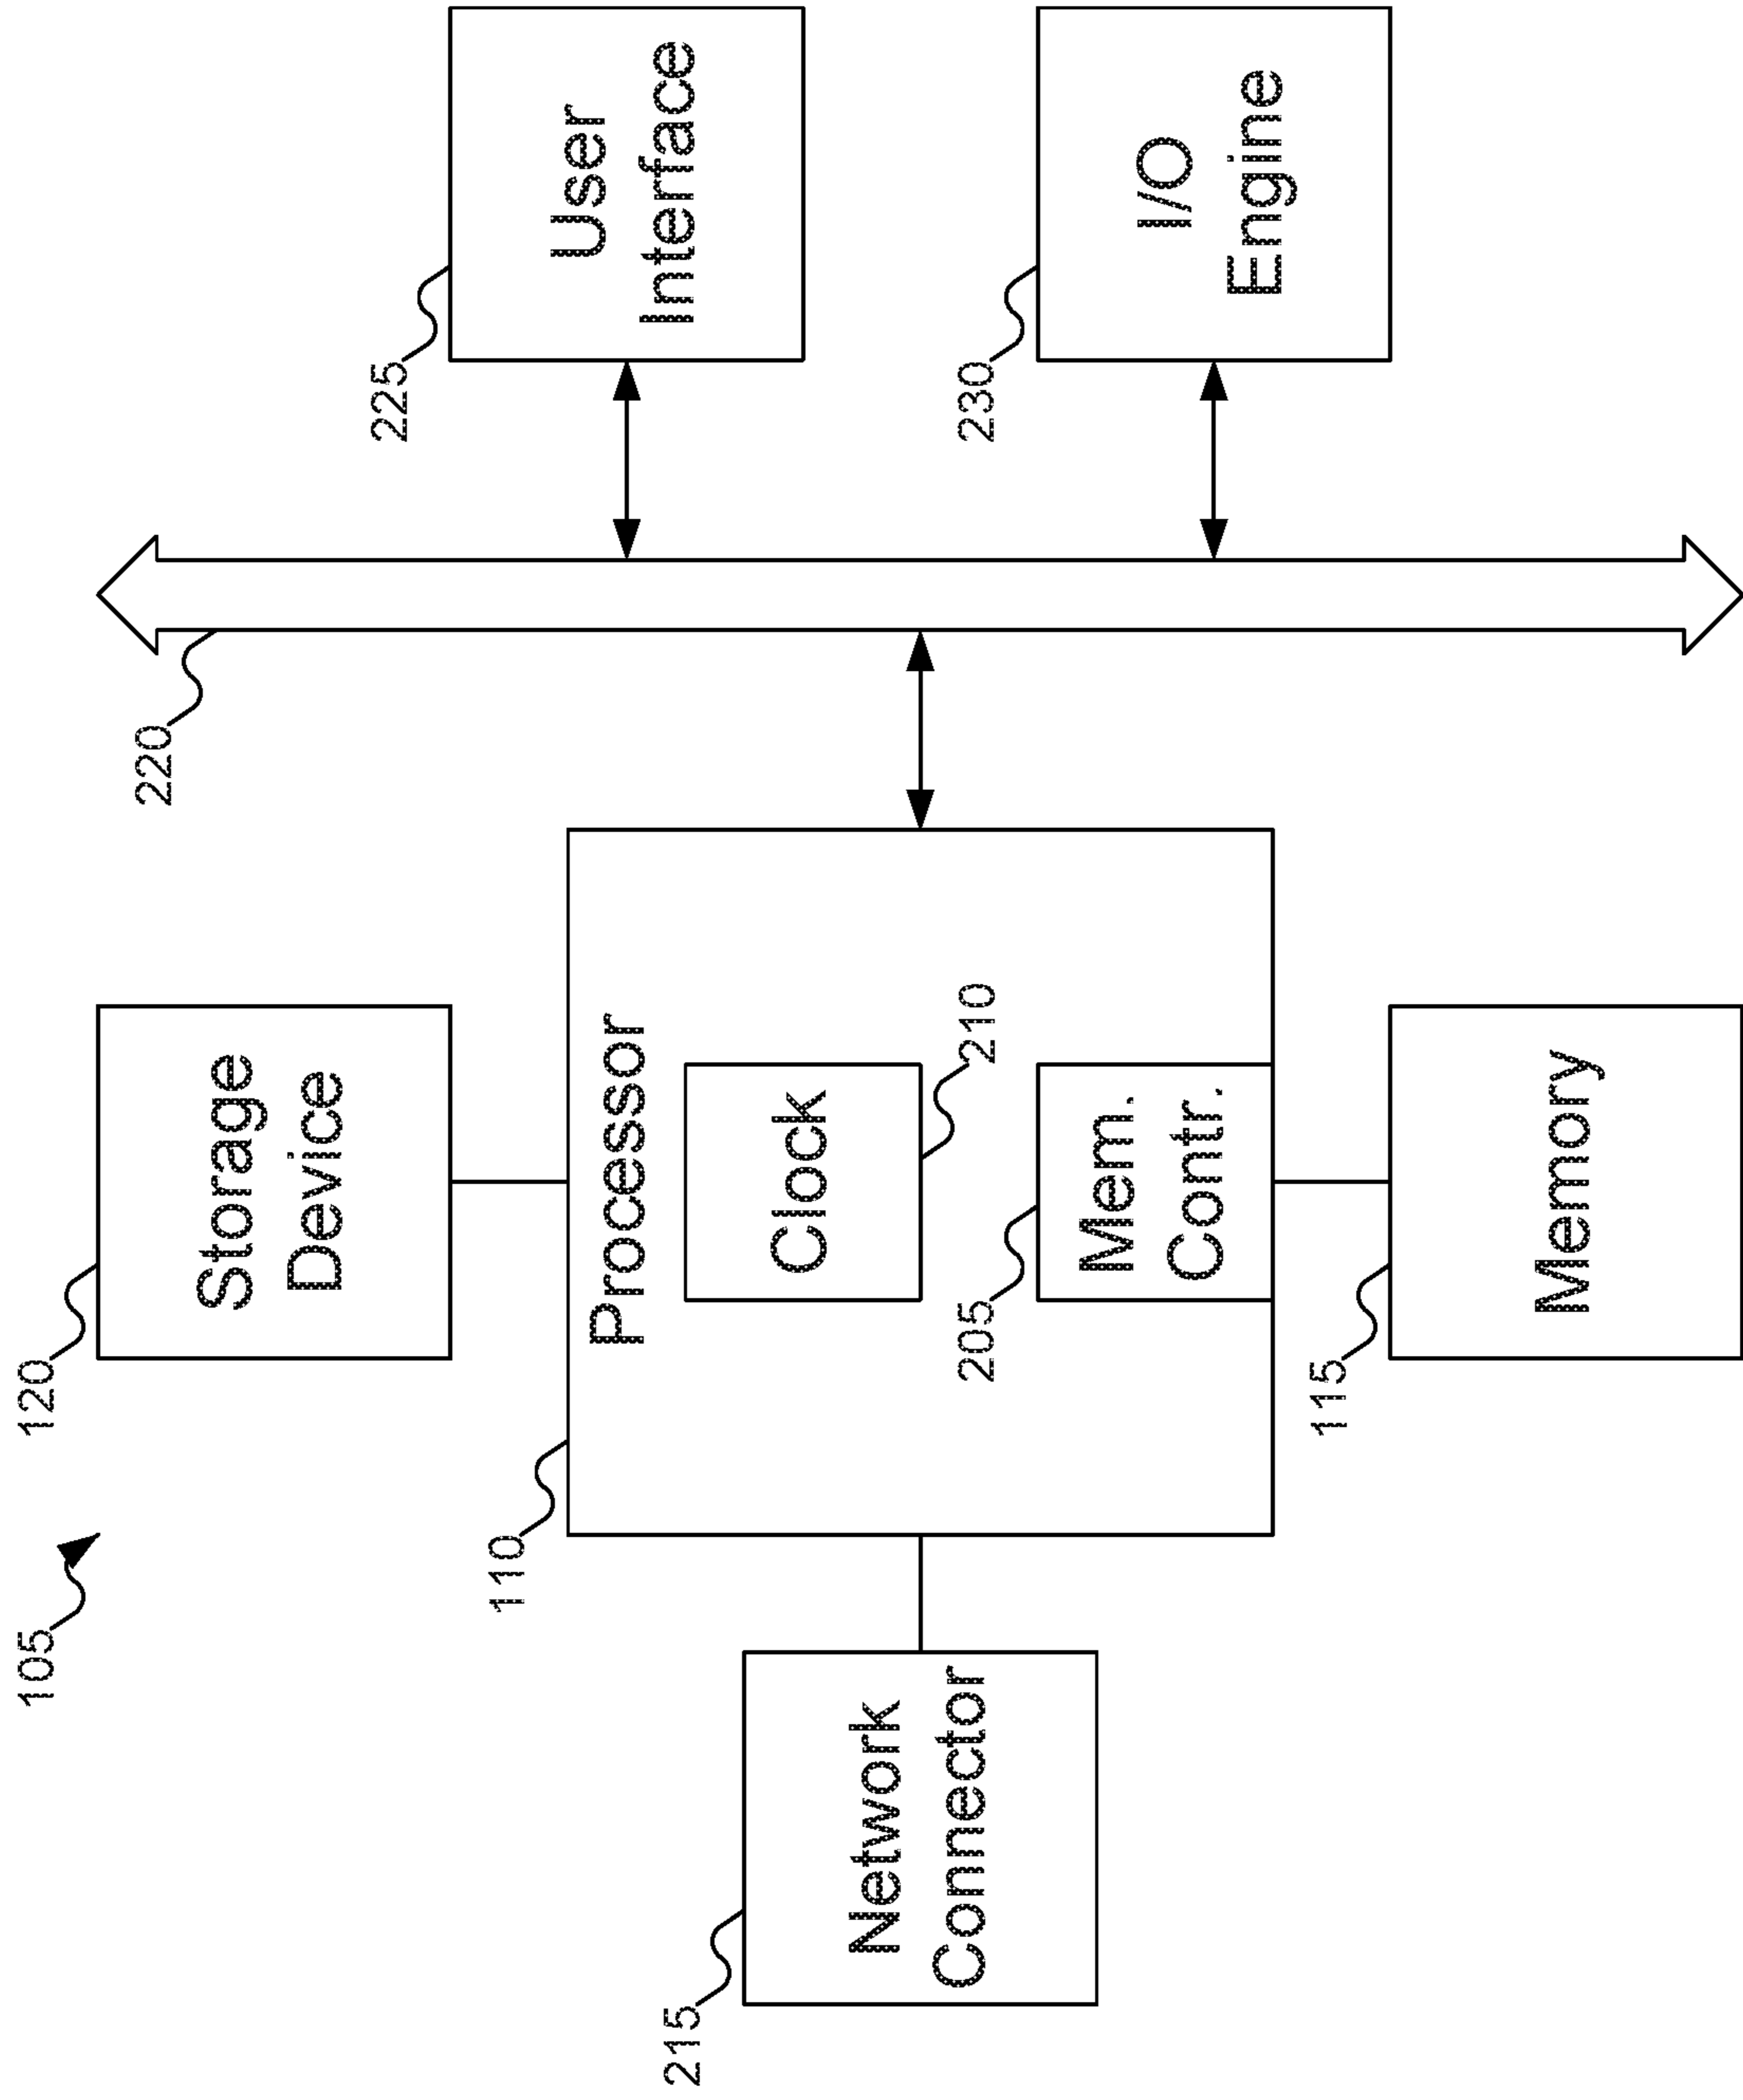 105
120
Storage
Device
220
225
User
Interface
110
Processor
Clock
210
215
Network
Connector
205
Mem.
Contr.
230
I/O
Engine
115
Memory